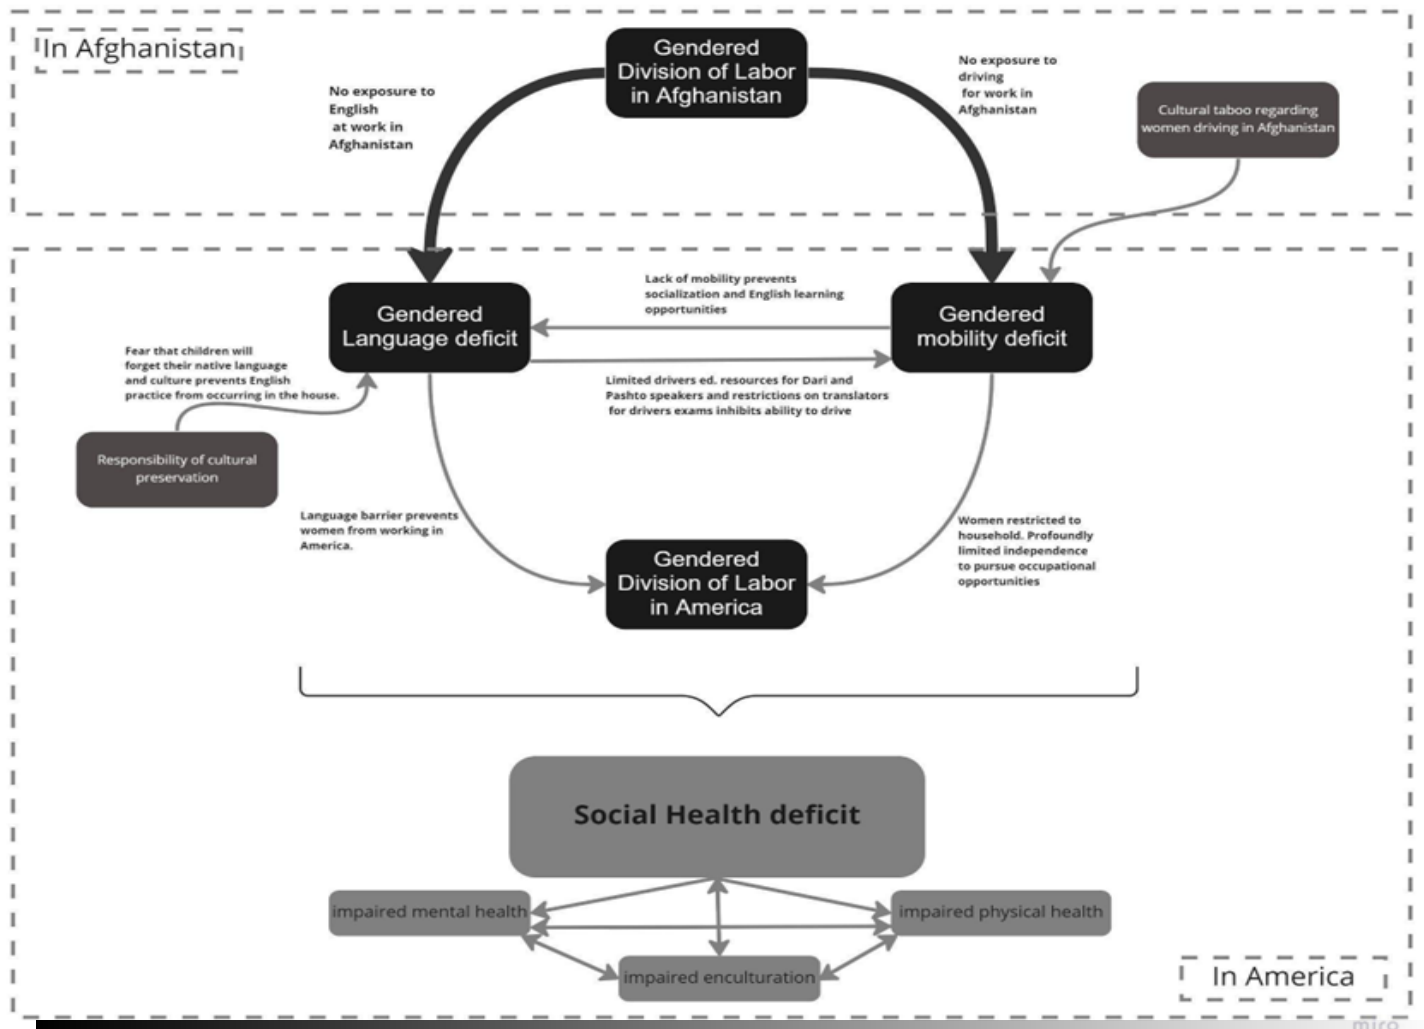 In Afghanistan
Gendered
Division of Labor
in Afghanistan
No exposure to
English
at work in
Afghanistan
No exposure to
driving
for work in
Afghanistan
Cultural taboo regarding
women driving in Afghanistan
Gendered
Language deficit
Lack of mobility prevents
socialization and English learning
opportunities
Gendered
mobility deficit
Fear that children will
forget their native language
and culture prevents English
practice from occurring in the house.
Limited drivers ed. resources for Dari and
Pashto speakers and restrictions on translators
for drivers exams inhibits ability to drive
Responsibility of cultural
preservation
Language barrier prevents
women from working in
America.
Women restricted to
household. Profoundly
limited independence
to pursue occupational
opportunities
Gendered
Division of Labor
in America
Social Health deficit
impaired mental health
impaired physical health
impaired enculturation
In America
miro